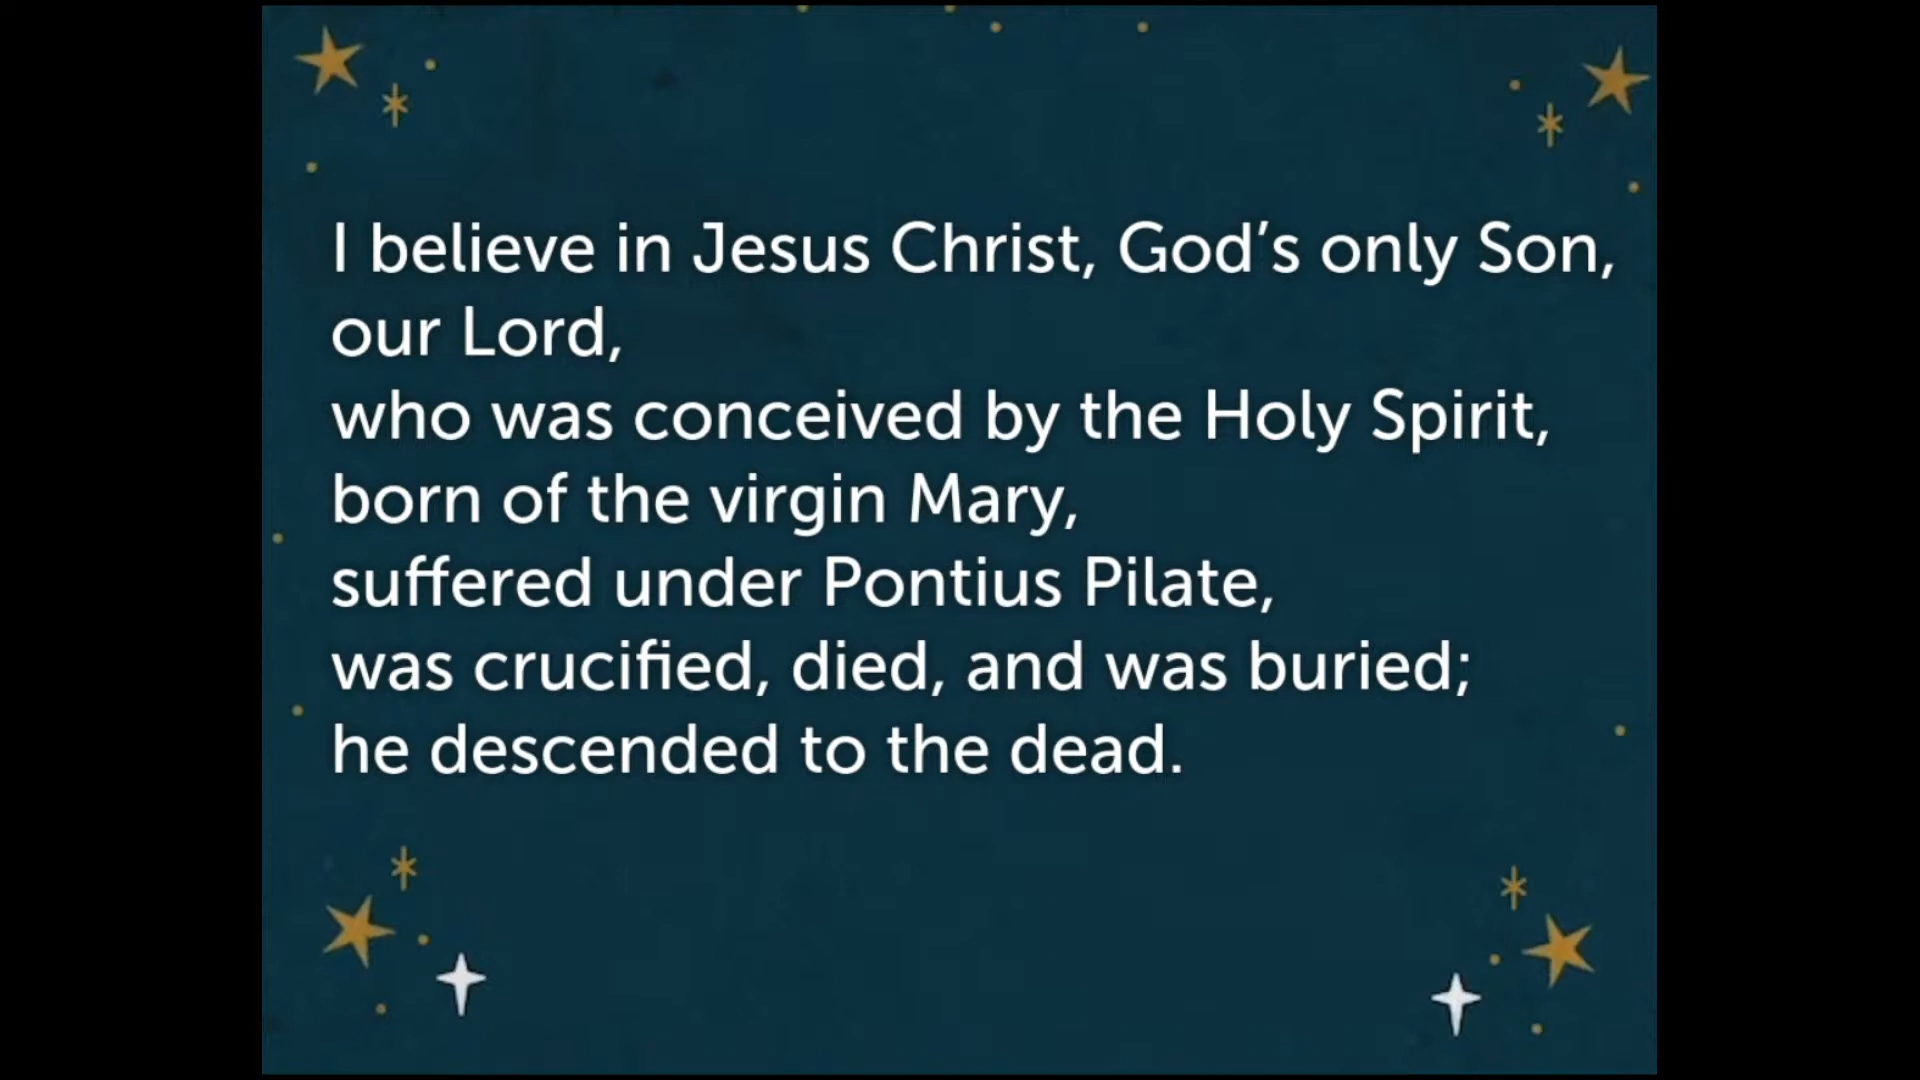 I believe in Jesus Christ, God’s only Son,
our Lord,
who was conceived by the Holy Spirit,
born of the virgin Mary,
suffered under Pontius Pilate,
was crucified, died, and was buried;
he descended to the dead.